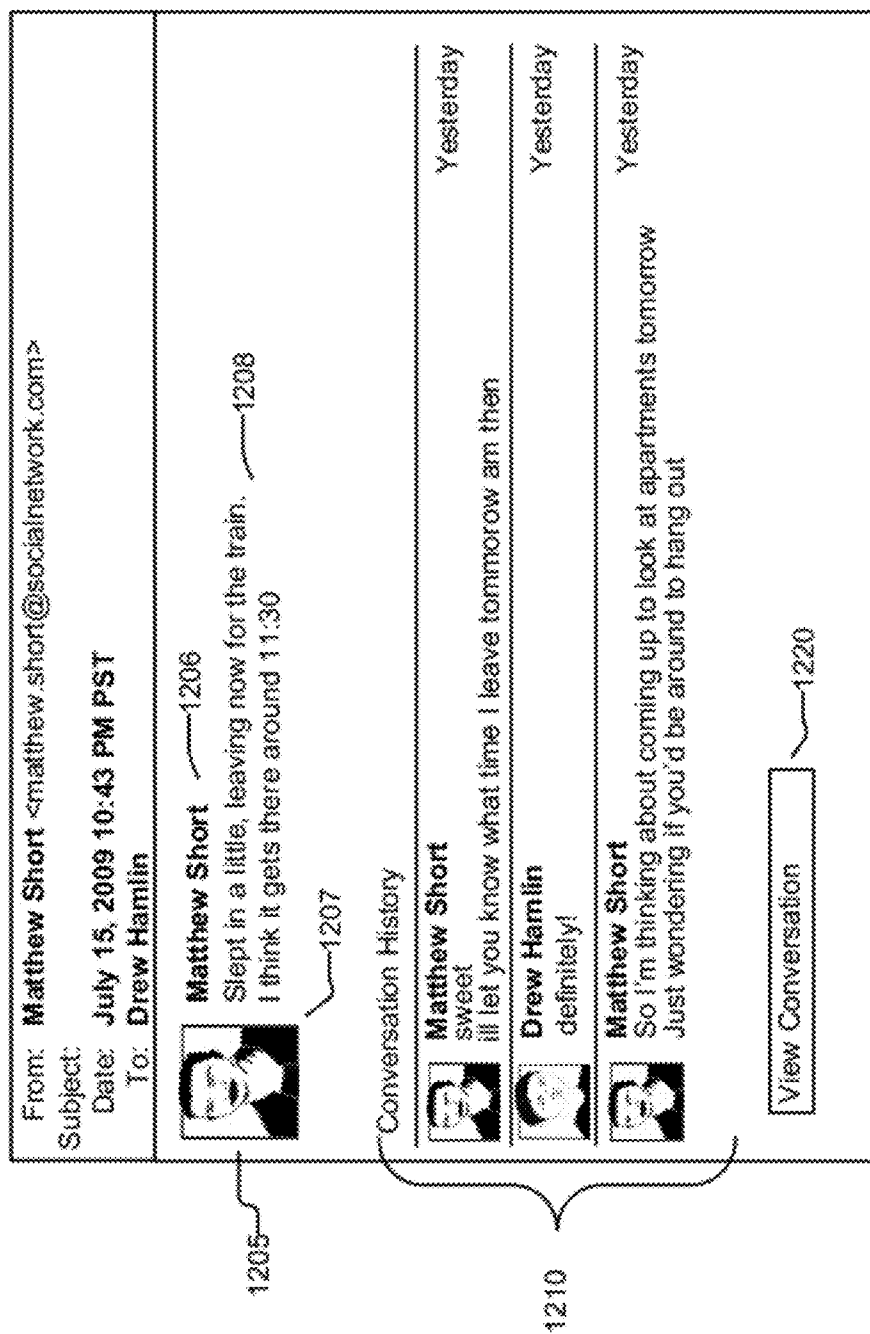 From: Matthew Short <matthew.short@socialnetwork.com>
Subject:
Date: July 15, 2009 10:43 PM PST
To: Drew Hamlin
1205
Matthew Short
1206
Slept in a little, leaving now for the train.
1208
I think it gets there around 11:30
1207
1210
Conversation History
Matthew Short
Yesterday
sweet
ill let you know what time I leave tommorow am then
Drew Hamlin
Yesterday
definitely!
Matthew Short
Yesterday
So I'm thinking about coming up to look at apartments tomorrow
Just wondering if you'd be around to hang out
View Conversation
1220